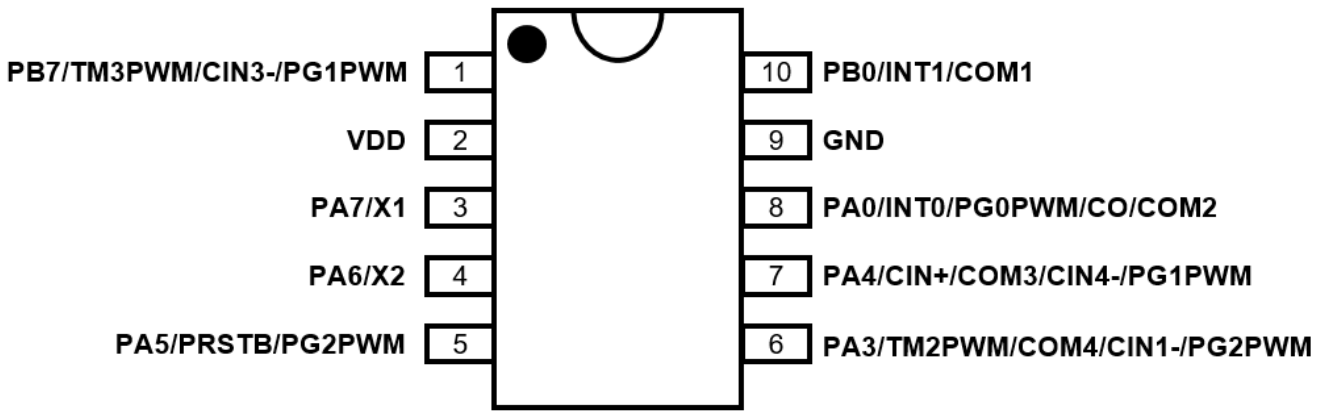 PB7/TM3PWM/CIN3-/PG1PWM 1 10 PB0/INT1/COM1
VDD 2 9 GND
PA7/X1 3 8 PA0/INT0/PG0PWM/CO/COM2
PA6/X2 4 7 PA4/CIN+/COM3/CIN4-/PG1PWM
PA5/PRSTB/PG2PWM 5 6 PA3/TM2PWM/COM4/CIN1-/PG2PWM